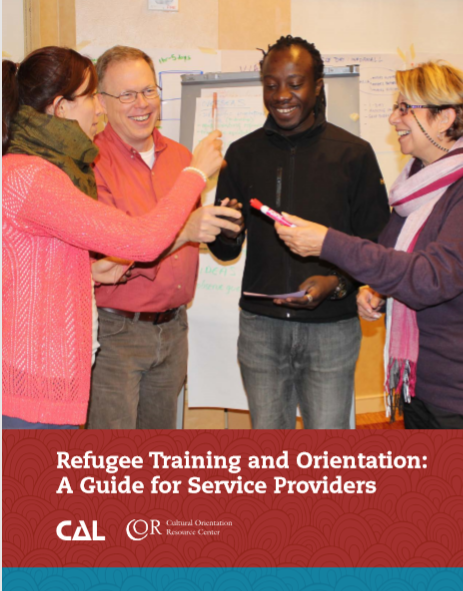 Refugee Training and Orientation:
A Guide for Service Providers
CAL
COR Cultural Orientation
Resource Center